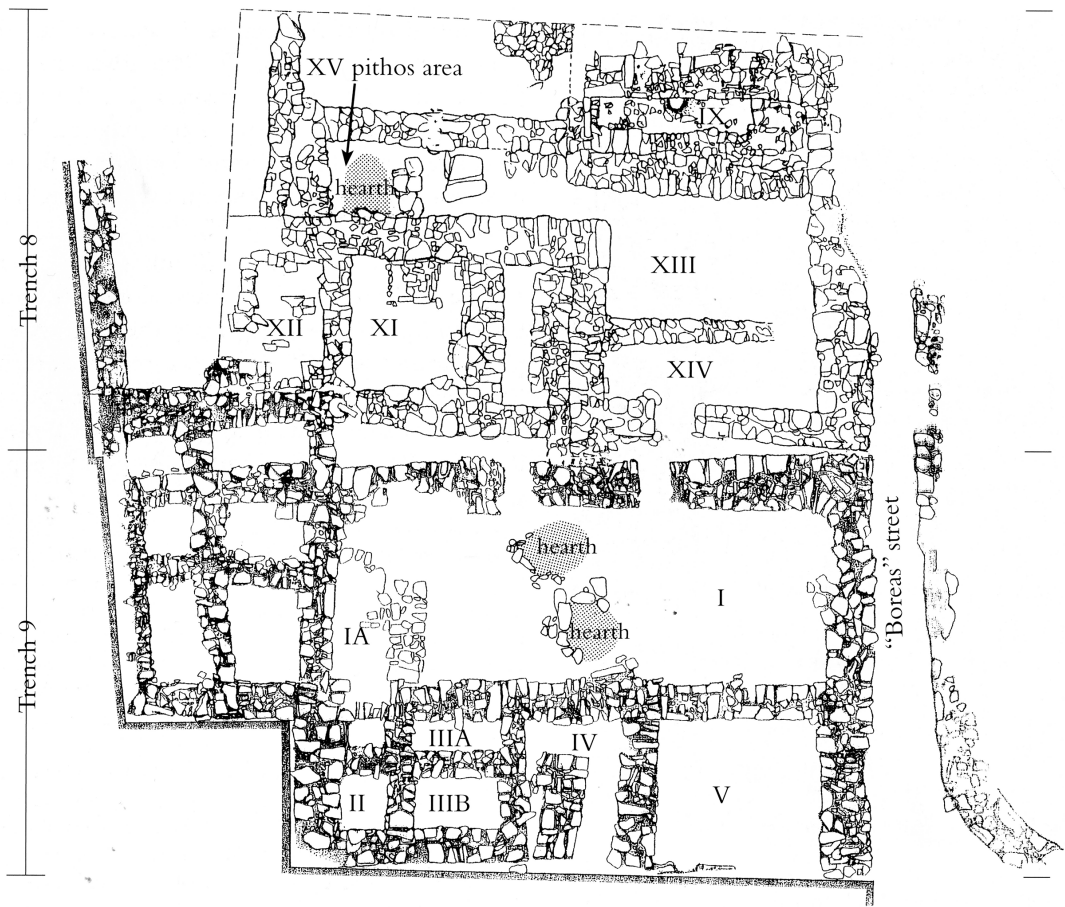 XV pithos area
IX
hearth
Trench 8
XIII
XII
XI
X
XIV
hearth
I
"Boreas" street
hearth
IA
Trench 9
IIIA
IV
II
IIIB
V